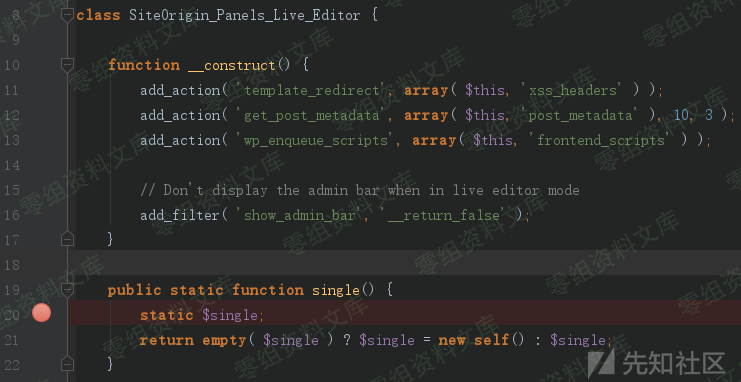 8 class SiteOrigin_Panels_Live_Editor {
9
10 function __construct() {
11 add_action( 'template_redirect', array( $this, 'xss_headers' ) );
12 add_action( 'get_post_metadata', array( $this, 'post_metadata' ), 10, 3 );
13 add_action( 'wp_enqueue_scripts', array( $this, 'frontend_scripts' ) );
14
15 // Don't display the admin bar when in live editor mode
16 add_filter( 'show_admin_bar', '__return_false' );
17 }
18
19 public static function single() {
20 static $single;
21 return empty( $single ) ? $single = new self() : $single;
22 }
零组资料文库
先知社区